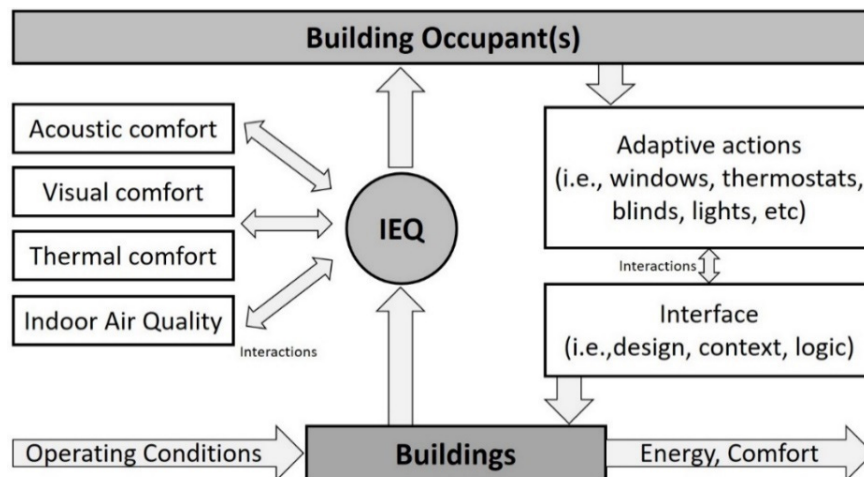 Building Occupant(s)
Acoustic comfort
Visual comfort
Thermal comfort
Indoor Air Quality
Interactions
IEQ
Adaptive actions
(i.e., windows, thermostats,
blinds, lights, etc)
Interactions
Interface
(i.e.,design, context, logic)
Operating Conditions
Buildings
Energy, Comfort